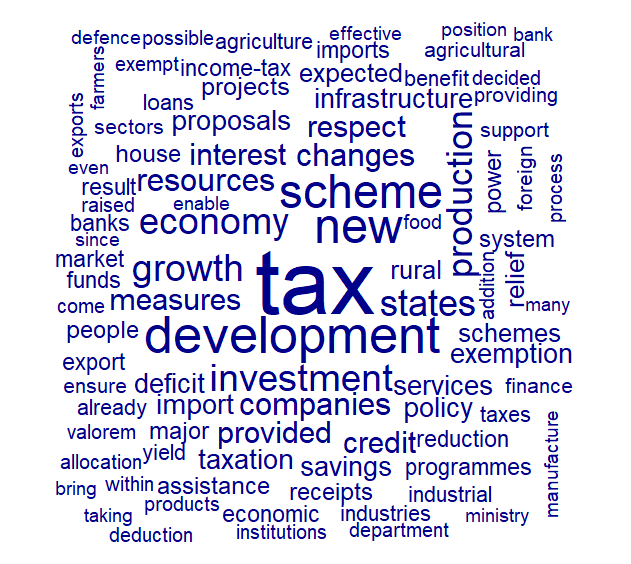 defence possible agriculture effective position bank
imports agricultural
farmers exempt income-tax expected benefit decided
projects
exports loans infrastructure providing
sectors proposals respect production support
even house interest changes power foreign process
result resources scheme
raised enable
banks economy new food
since system
market growth tax rural addition relief
funds
come measures states many
people development schemes
export exemption
ensure deficit investment services finance
already import companies policy taxes
valorem major provided credit reduction manufacture
allocation yield taxation savings programmes
bring within assistance receipts industrial
products
taking economic industries ministry
deduction institutions department